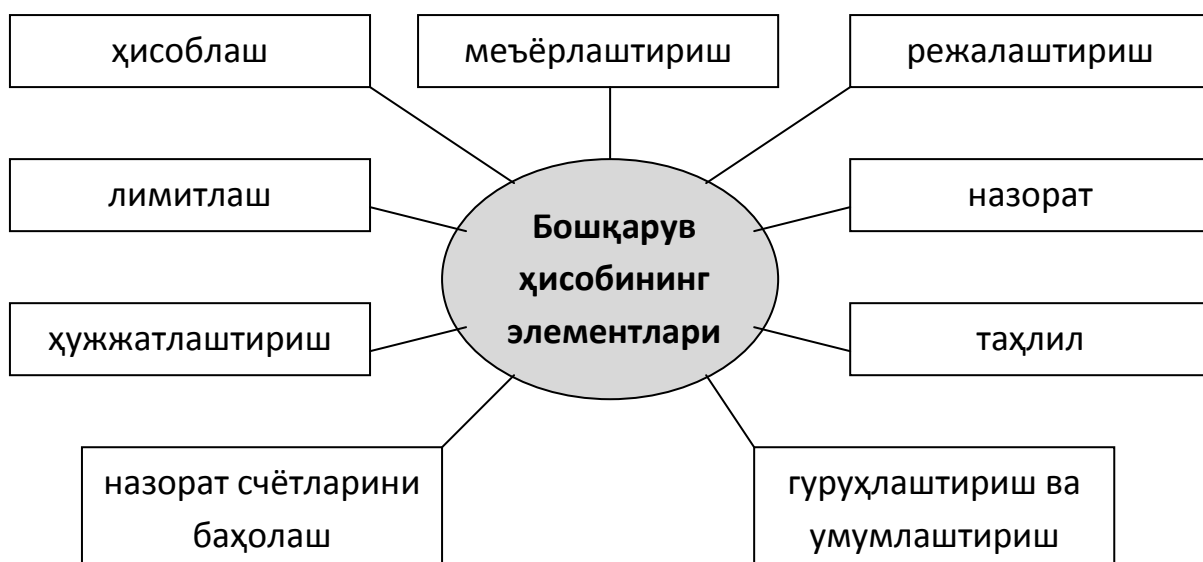 ҳисоблаш
меъёрлаштириш
режалаштириш
лимитлаш
назорат
Бошқарув
ҳисобининг
элементлари
ҳужжатлаштириш
таҳлил
назорат счётларини
баҳолаш
гуруҳлаштириш ва
умумлаштириш